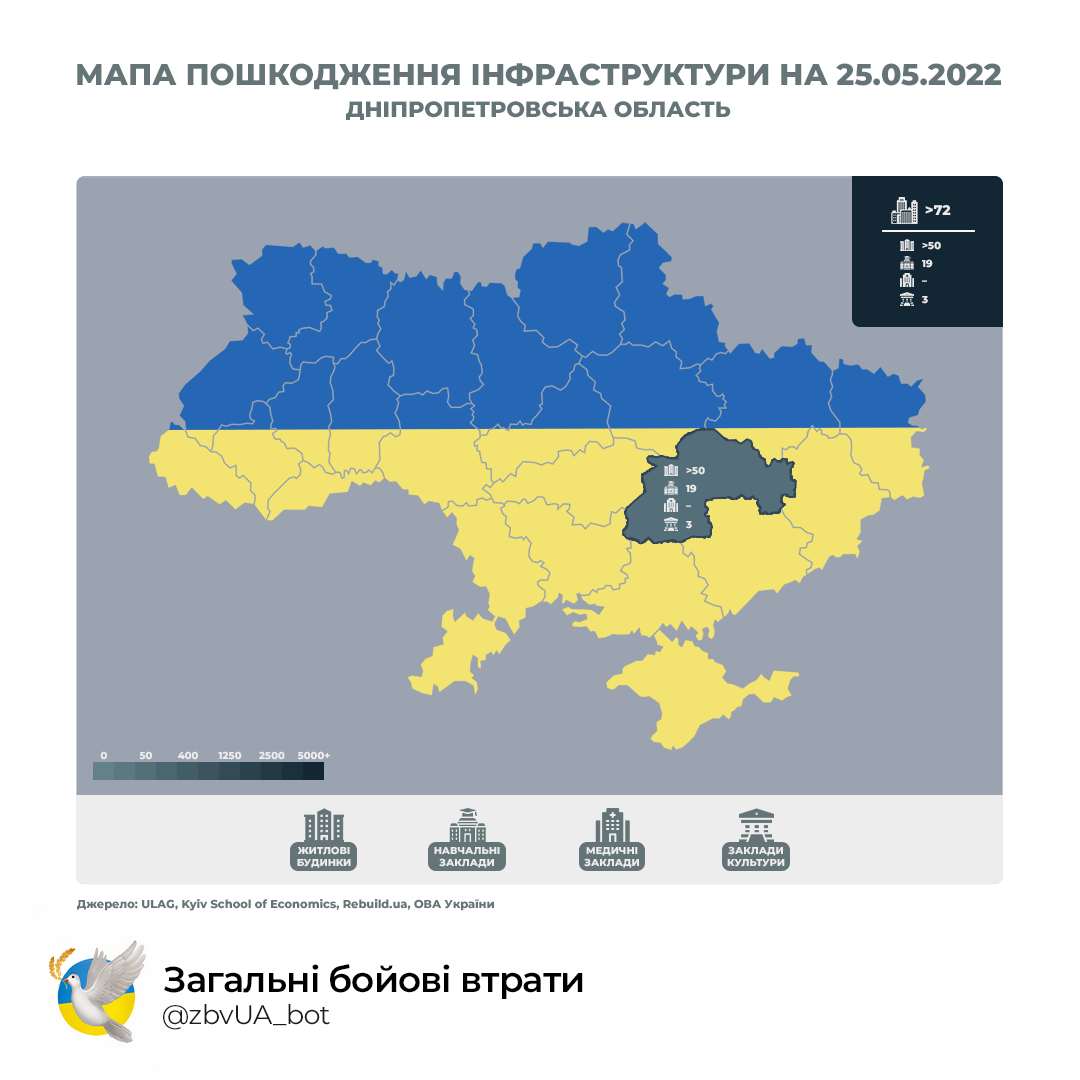 МАПА ПОШКОДЖЕННЯ ІНФРАСТРУКТУРИ НА 25.05.2022
ДНІПРОПЕТРОВСЬКА ОБЛАСТЬ
>72
>50
19
–
3
>50
19
–
3
0 50 400 1250 2500 5000+
ЖИТЛОВІ
БУДИНКИ
НАВЧАЛЬНІ
ЗАКЛАДИ
МЕДИЧНІ
ЗАКЛАДИ
ЗАКЛАДИ
КУЛЬТУРИ
Джерело: ULAG, Kyiv School of Economics, Rebuild.ua, ОВА України
Загальні бойові втрати
@zbvUA_bot